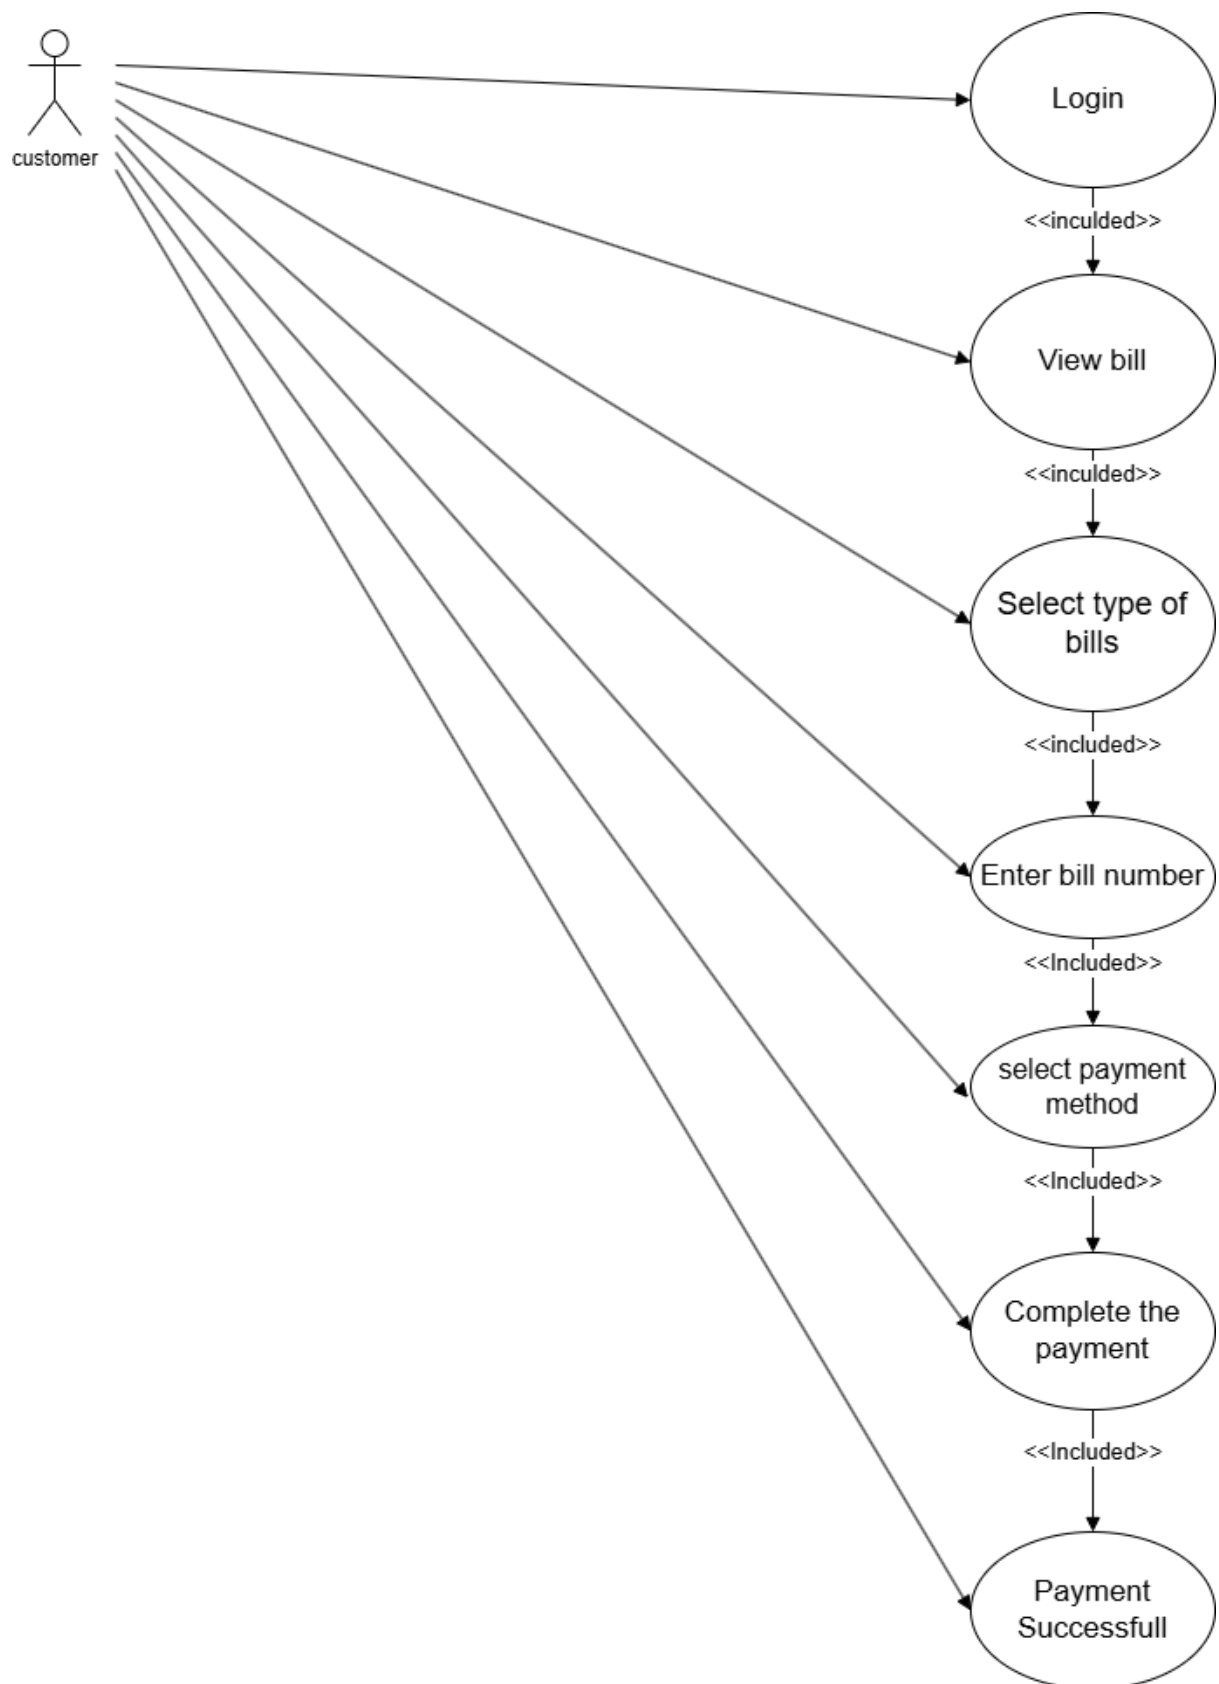 Login
customer
<<inculded>>
View bill
<<inculded>>
Select type of
bills
<<included>>
Enter bill number
<<Included>>
select payment
method
<<Included>>
Complete the
payment
<<Included>>
Payment
Successfull